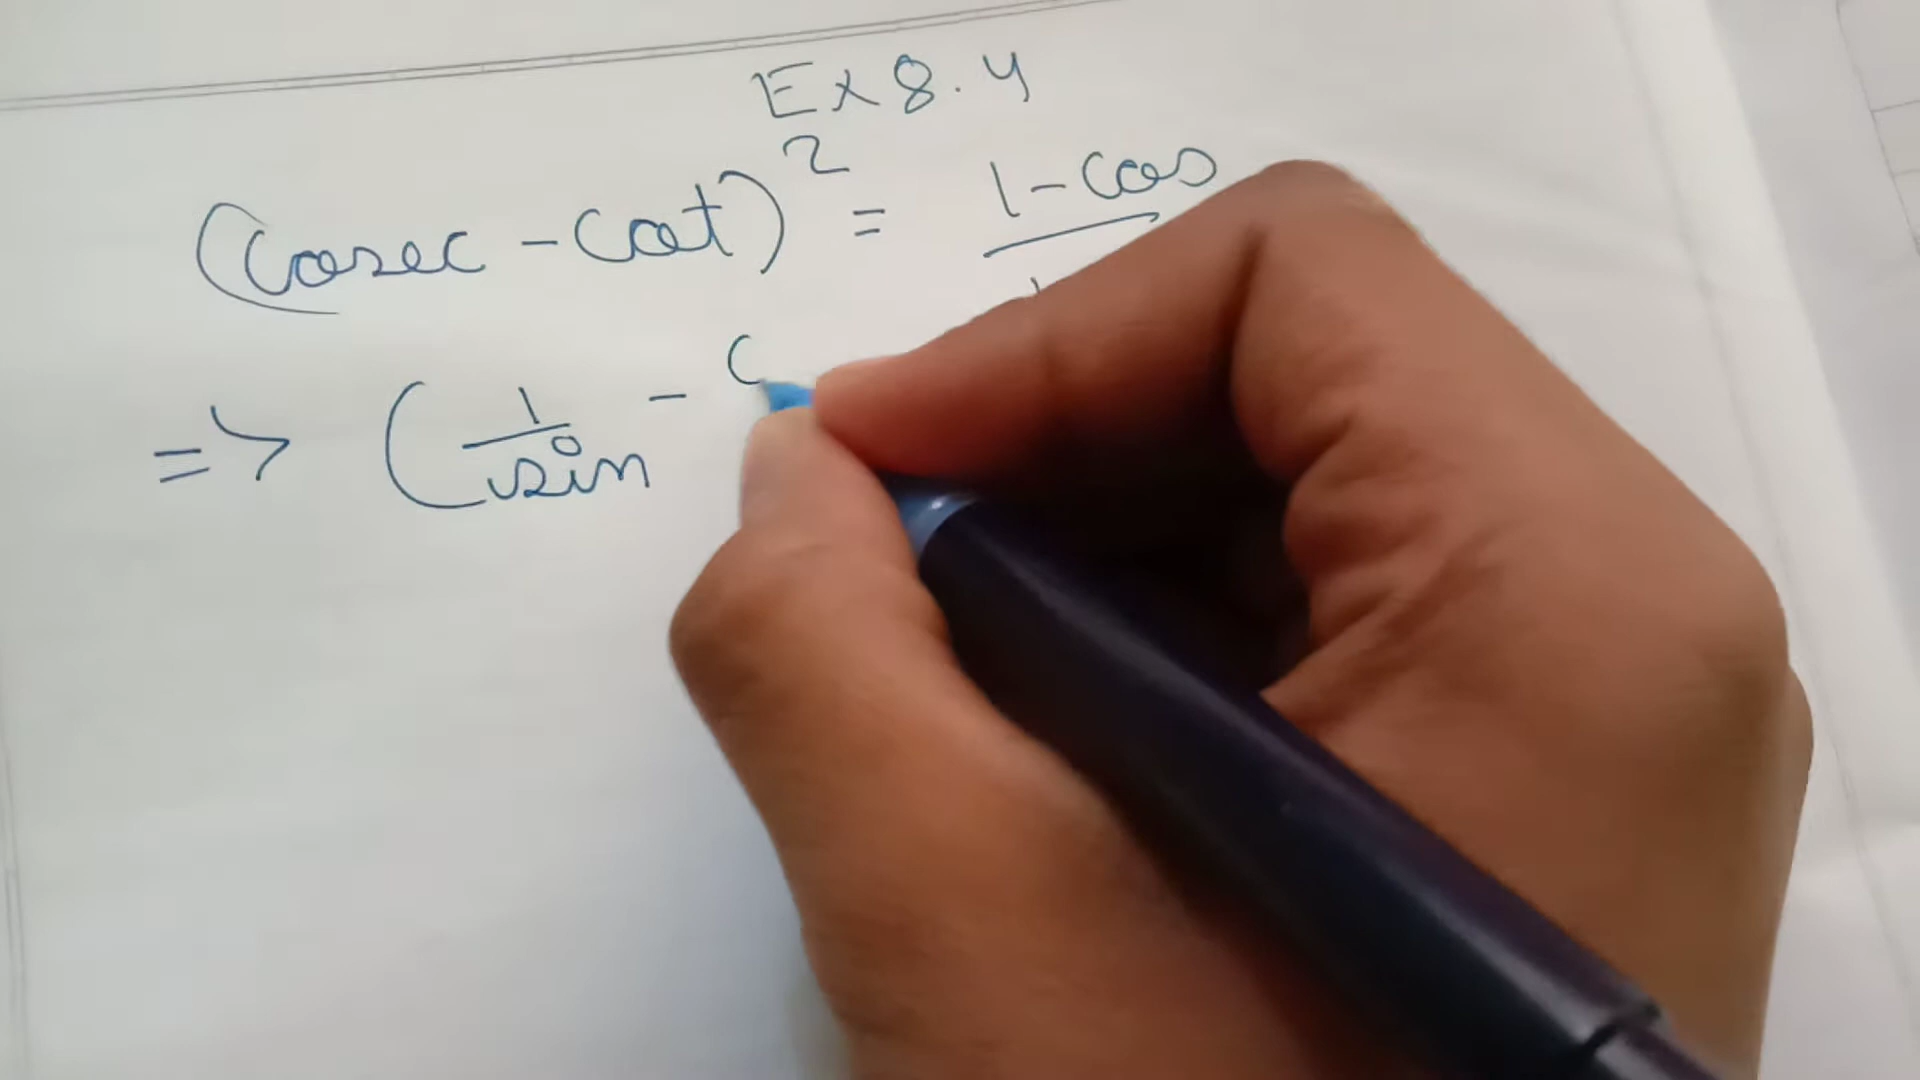 Ex 8.4
(cosec - cot)² = 1 - cos
=> (1/sin - c